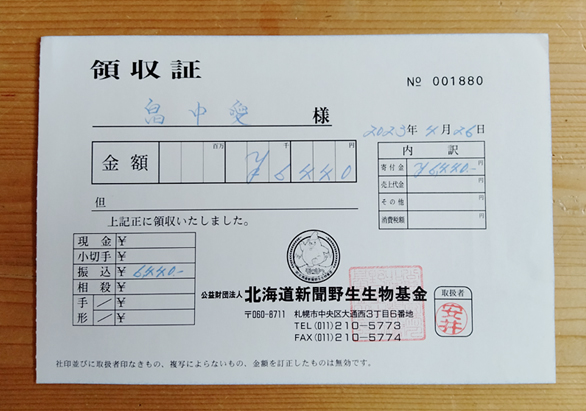 領収証
№ 001880
畠中愛 様
2023年4月26日
金額 百万 千 円 ¥6440
内訳
寄付金 ¥6,440.- 円
売上代金 円
その他 円
消費税額 円
但
上記正に領収いたしました。
現金 ¥
小切手 ¥
振込 ¥ 6,440.-
相殺 ¥
手/ ¥
形/ ¥
公益財団法人 北海道新聞野生生物基金
〒060-8711 札幌市中央区大通西3丁目6番地
TEL(011)210-5773
FAX(011)210-5774
取扱者
安井
社印並びに取扱者印なきもの、複写によらないもの、金額を訂正したものは無効です。